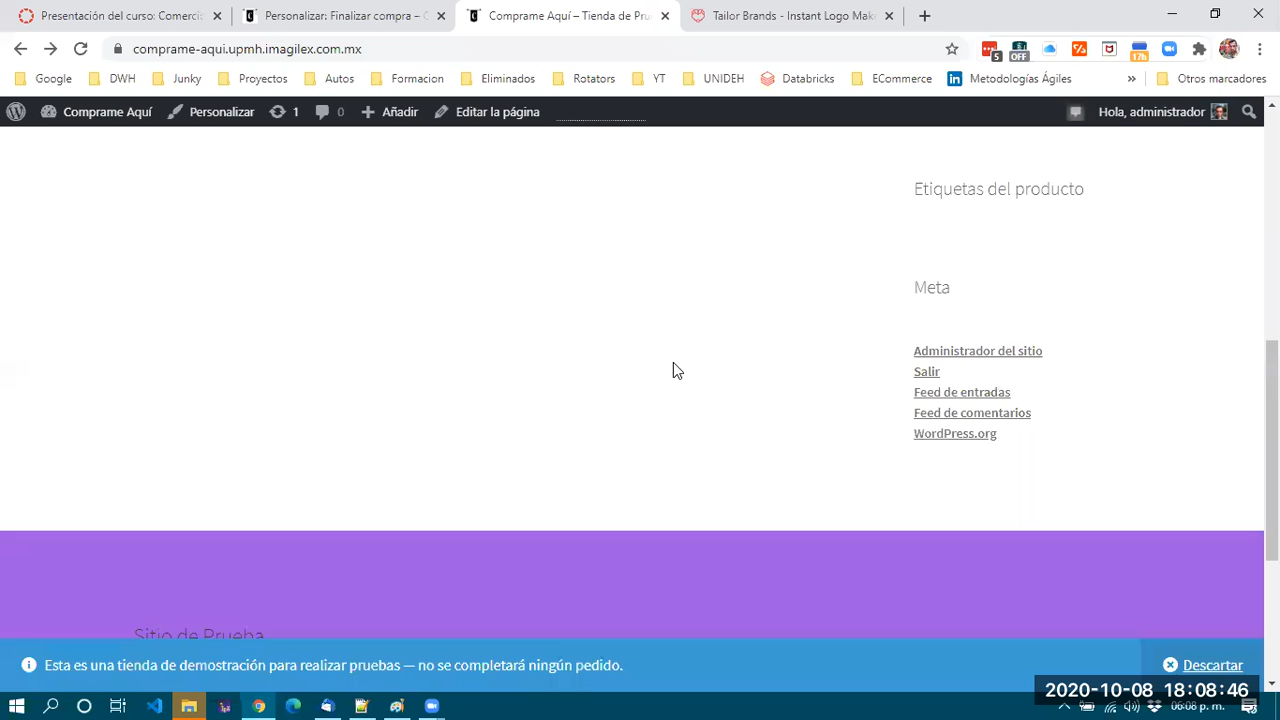 Presentación del curso: Comerci
Personalizar: Finalizar compra – C
Comprame Aquí – Tienda de Pru
Tailor Brands - Instant Logo Mak
comprame-aqui.upmh.imagilex.com.mx
5
OFF
17h
Google
DWH
Junky
Proyectos
Autos
Formacion
Eliminados
Rotators
YT
UNIDEH
Databricks
ECommerce
Metodologías Ágiles
»
Otros marcadores
Comprame Aquí
Personalizar
1
0
Añadir
Editar la página
Hola, administrador
Etiquetas del producto
Meta
Administrador del sitio
Salir
Feed de entradas
Feed de comentarios
WordPress.org
Sitio de Prueba
Esta es una tienda de demostración para realizar pruebas — no se completará ningún pedido.
Descartar
2020-10-08 18:08:46
06:08 p. m.